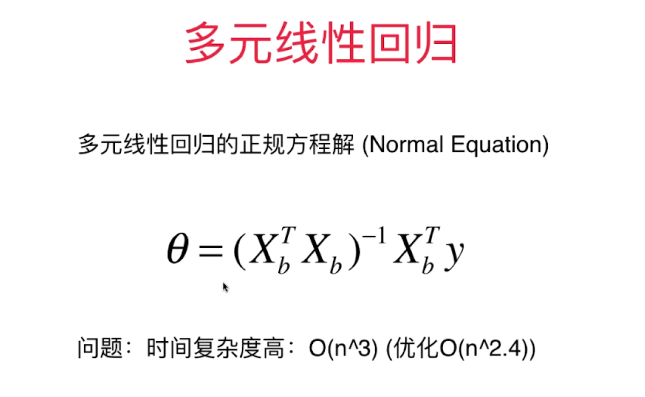 多元线性回归
多元线性回归的正规方程解 (Normal Equation)
θ = (X_b^T X_b)^{-1} X_b^T y
问题：时间复杂度高：O(n^3) (优化O(n^2.4))